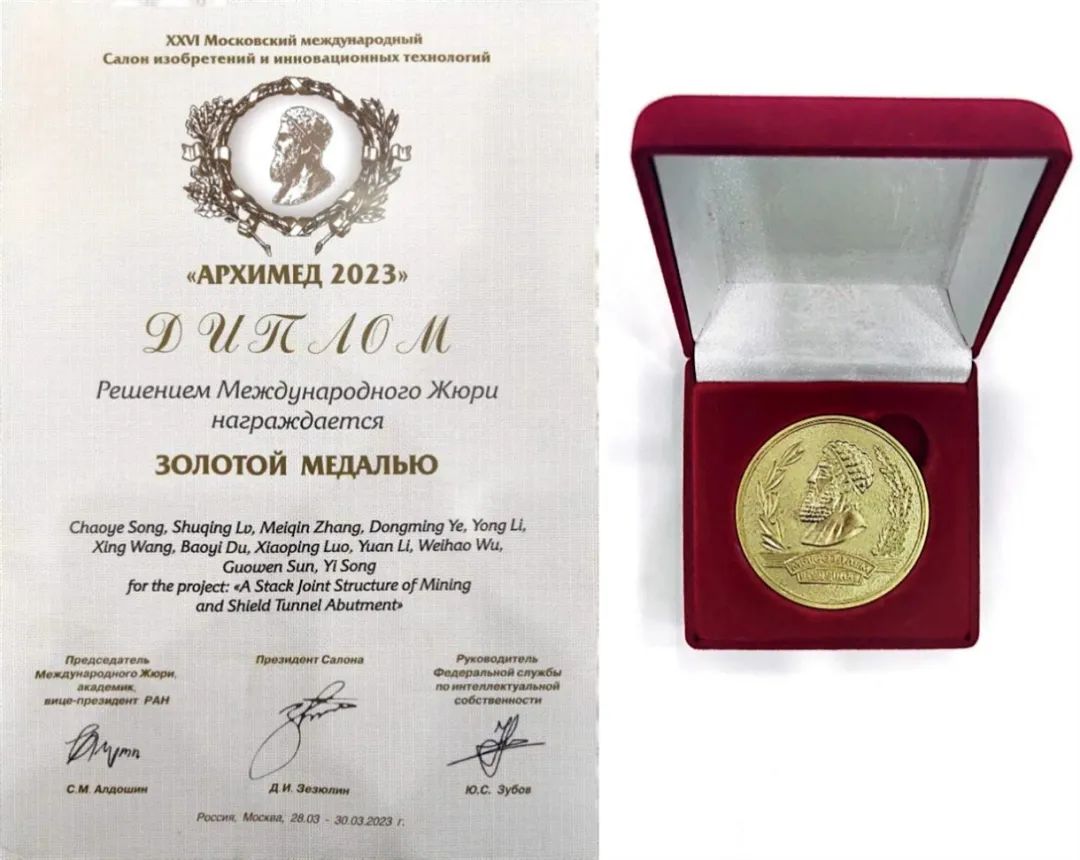 XXVI Московский международный
Салон изобретений и инновационных технологий
«АРХИМЕД 2023»
ДИПЛОМ
Решением Международного Жюри
награждается
ЗОЛОТОЙ МЕДАЛЬЮ
Chaoye Song, Shuqing Lv, Meiqin Zhang, Dongming Ye, Yong Li,
Xing Wang, Baoyi Du, Xiaoping Luo, Yuan Li, Weihao Wu,
Guowen Sun, Yi Song
for the project: «A Stack Joint Structure of Mining
and Shield Tunnel Abutment»
Председатель
Международного Жюри,
академик,
вице-президент РАН
С.М. Алдошин
Президент Салона
Д.И. Зезюлин
Руководитель
Федеральной службы
по интеллектуальной
собственности
Ю.С. Зубов
Россия, Москва, 28.03 - 30.03.2023 г.